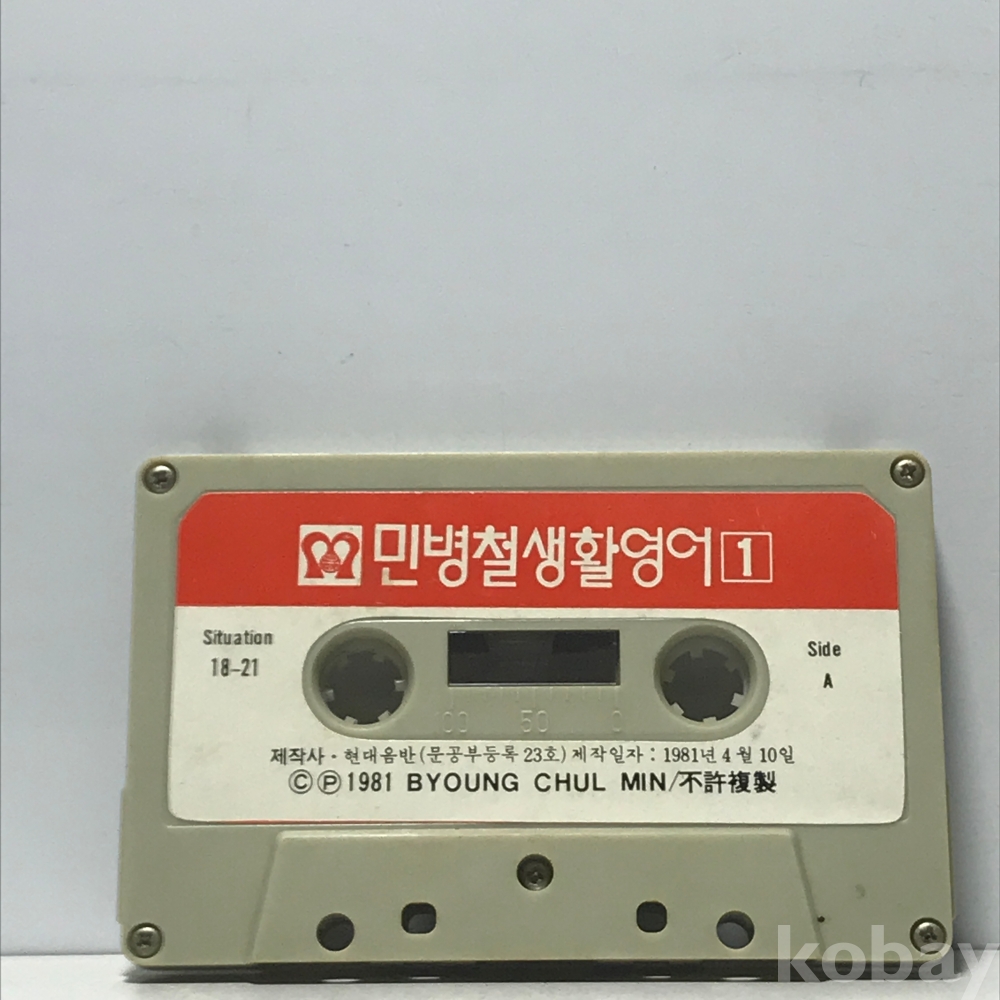 민병철생활영어 1
Situation
18-21
Side
A
100 50 0
제작사·현대음반(문공부등록 23호) 제작일자 : 1981년 4월 10일
©℗1981 BYOUNG CHUL MIN/不許複製
kobay